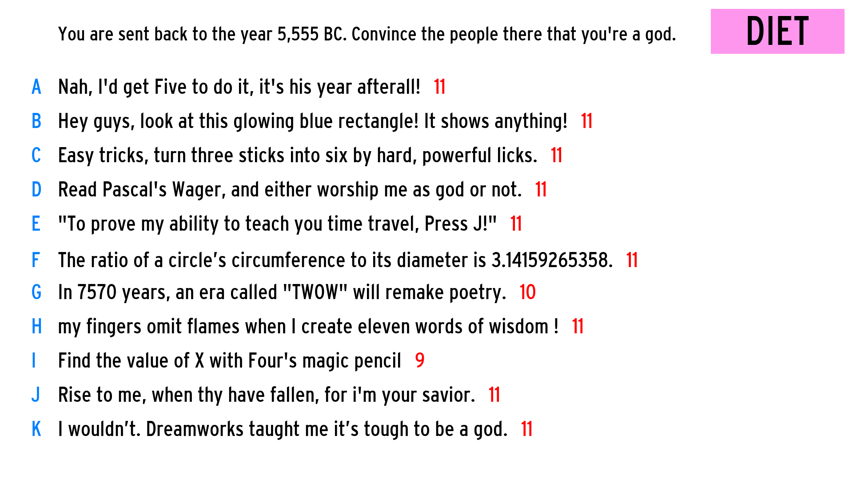 You are sent back to the year 5,555 BC. Convince the people there that you're a god.
DIET
A Nah, I'd get Five to do it, it's his year afterall! 11
B Hey guys, look at this glowing blue rectangle! It shows anything! 11
C Easy tricks, turn three sticks into six by hard, powerful licks. 11
D Read Pascal's Wager, and either worship me as god or not. 11
E "To prove my ability to teach you time travel, Press J!" 11
F The ratio of a circle’s circumference to its diameter is 3.14159265358. 11
G In 7570 years, an era called "TWOW" will remake poetry. 10
H my fingers omit flames when I create eleven words of wisdom ! 11
I Find the value of X with Four's magic pencil 9
J Rise to me, when thy have fallen, for i'm your savior. 11
K I wouldn’t. Dreamworks taught me it’s tough to be a god. 11